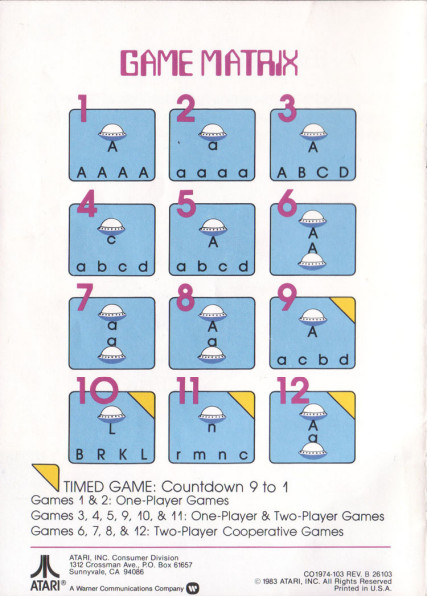 GAME MATRIX
1
A
A A A A
2
a
a a a a
3
A
A B C D
4
c
a b c d
5
A
a b c d
6
A
A
7
a
a
8
A
a
9
A
a c b d
10
L
B R K L
11
n
r m n c
12
A
a
TIMED GAME: Countdown 9 to 1
Games 1 & 2: One-Player Games
Games 3, 4, 5, 9, 10, & 11: One-Player & Two-Player Games
Games 6, 7, 8, & 12: Two-Player Cooperative Games
ATARI, INC. Consumer Division
1312 Crossman Ave., P.O. Box 61657
Sunnyvale, CA 94086
ATARI®
A Warner Communications Company
CO1974-103 REV. B 26103
© 1983 ATARI, INC. All Rights Reserved
Printed in U.S.A.